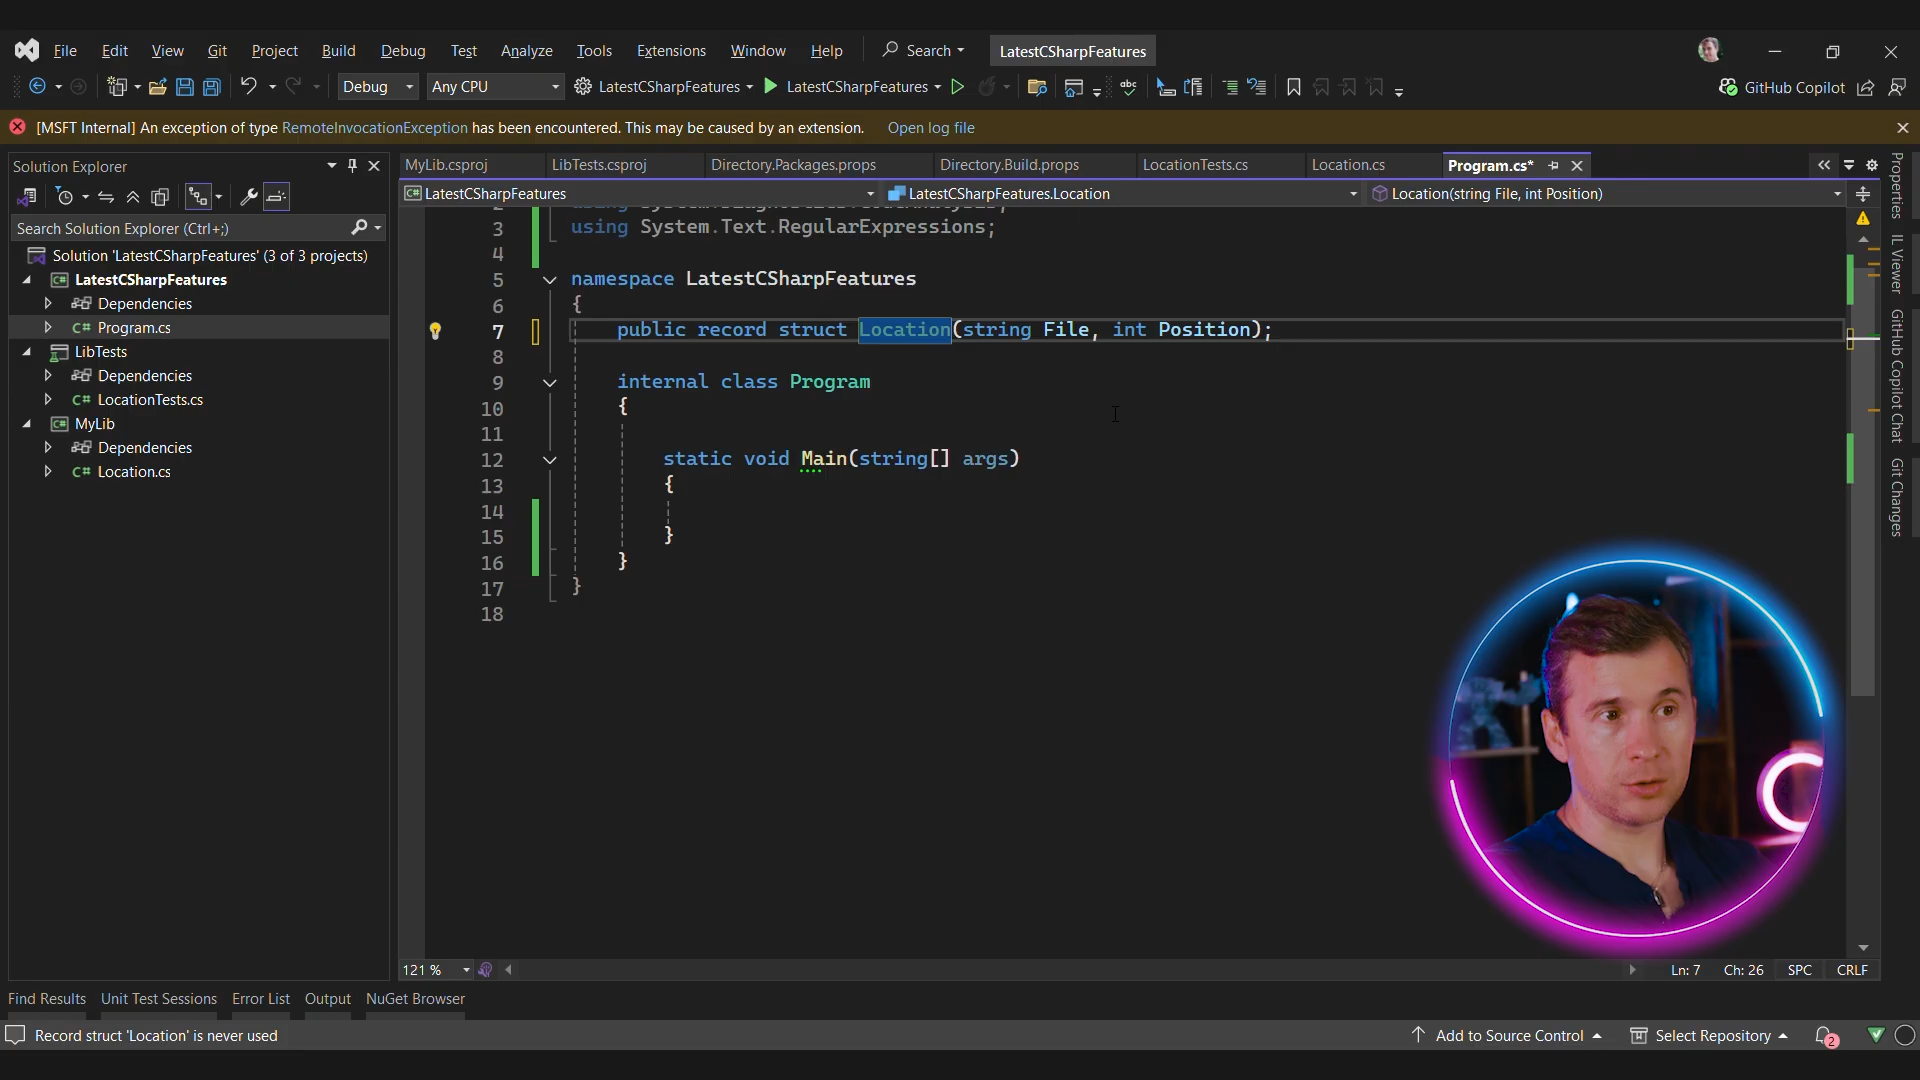 File Edit View Git Project Build Debug Test Analyze Tools Extensions Window Help Search LatestCSharpFeatures
Debug Any CPU LatestCSharpFeatures LatestCSharpFeatures GitHub Copilot
[MSFT Internal] An exception of type RemoteInvocationException has been encountered. This may be caused by an extension. Open log file
Solution Explorer
Search Solution Explorer (Ctrl+;)
Solution 'LatestCSharpFeatures' (3 of 3 projects)
LatestCSharpFeatures
Dependencies
C# Program.cs
LibTests
Dependencies
C# LocationTests.cs
MyLib
Dependencies
C# Location.cs
MyLib.csproj LibTests.csproj Directory.Packages.props Directory.Build.props LocationTests.cs Location.cs Program.cs*
LatestCSharpFeatures LatestCSharpFeatures.Location Location(string File, int Position)
3 using System.Text.RegularExpressions;
4
5 namespace LatestCSharpFeatures
6 {
7 public record struct Location(string File, int Position);
8
9 internal class Program
10 {
11
12 static void Main(string[] args)
13 {
14
15 }
16 }
17 }
18
121 % Ln: 7 Ch: 26 SPC CRLF
Properties
IL Viewer
GitHub Copilot Chat
Git Changes
Find Results Unit Test Sessions Error List Output NuGet Browser
Record struct 'Location' is never used Add to Source Control Select Repository 2